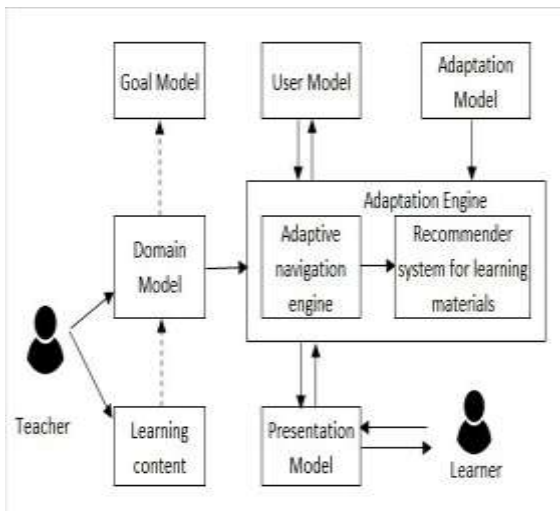 Goal Model
User Model
Adaptation
Model
Adaptation Engine
Domain
Model
Adaptive
navigation
engine
Recommender
system for learning
materials
Teacher
Learning
content
Presentation
Model
Learner